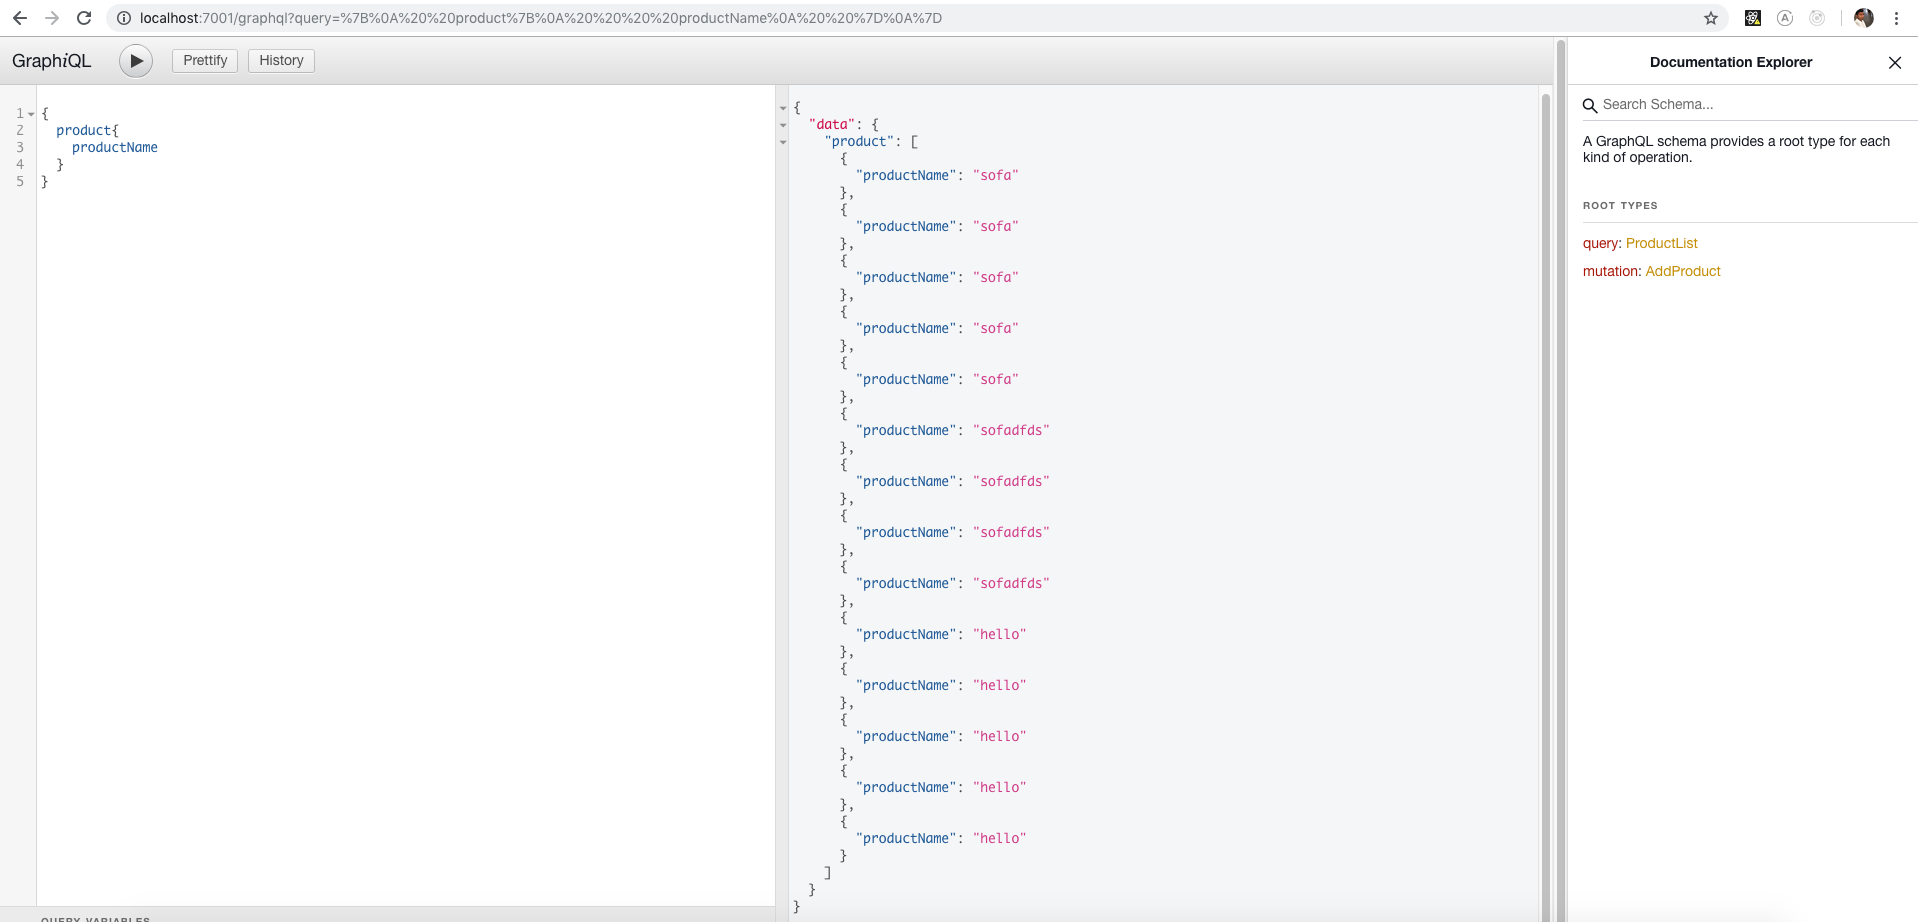 localhost:7001/graphql?query=%7B%0A%20%20product%7B%0A%20%20%20%20productName%0A%20%20%7D%0A%7D
GraphiQL Prettify History
1 {
2 product{
3 productName
4 }
5 }
QUERY VARIABLES
{
"data": {
"product": [
{
"productName": "sofa"
},
{
"productName": "sofa"
},
{
"productName": "sofa"
},
{
"productName": "sofa"
},
{
"productName": "sofa"
},
{
"productName": "sofadfds"
},
{
"productName": "sofadfds"
},
{
"productName": "sofadfds"
},
{
"productName": "sofadfds"
},
{
"productName": "hello"
},
{
"productName": "hello"
},
{
"productName": "hello"
},
{
"productName": "hello"
},
{
"productName": "hello"
}
]
}
}
Documentation Explorer
Search Schema...
A GraphQL schema provides a root type for each
kind of operation.
ROOT TYPES
query: ProductList
mutation: AddProduct